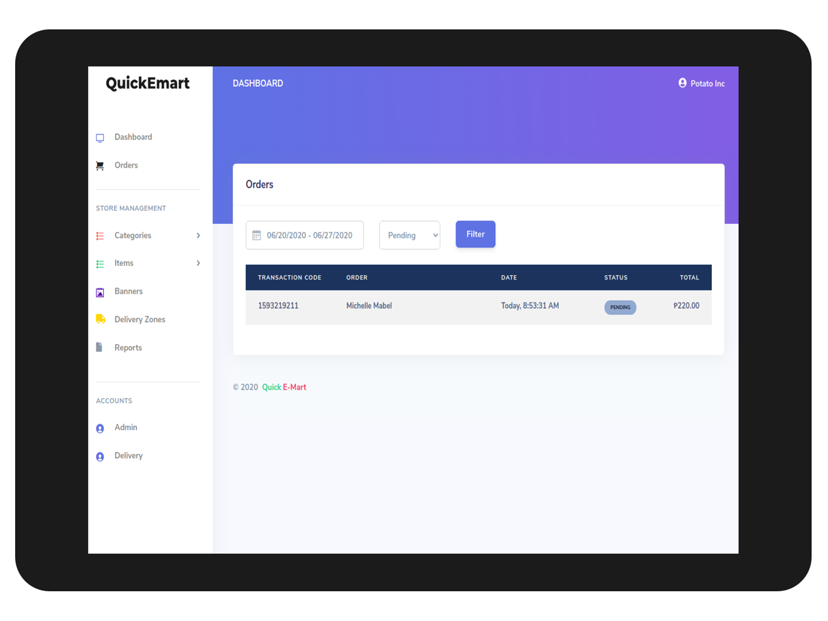 QuickEmart
DASHBOARD
Potato Inc
Dashboard
Orders
STORE MANAGEMENT
Categories
Items
Banners
Delivery Zones
Reports
ACCOUNTS
Admin
Delivery
Orders
06/20/2020 - 06/27/2020
Pending
Filter
TRANSACTION CODE ORDER DATE STATUS TOTAL
1593219211 Michelle Mabel Today, 8:53:31 AM PENDING ₱220.00
© 2020 Quick E-Mart